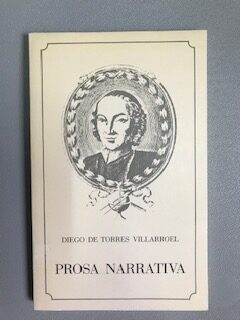 DIEGO DE TORRES VILLARROEL
PROSA NARRATIVA